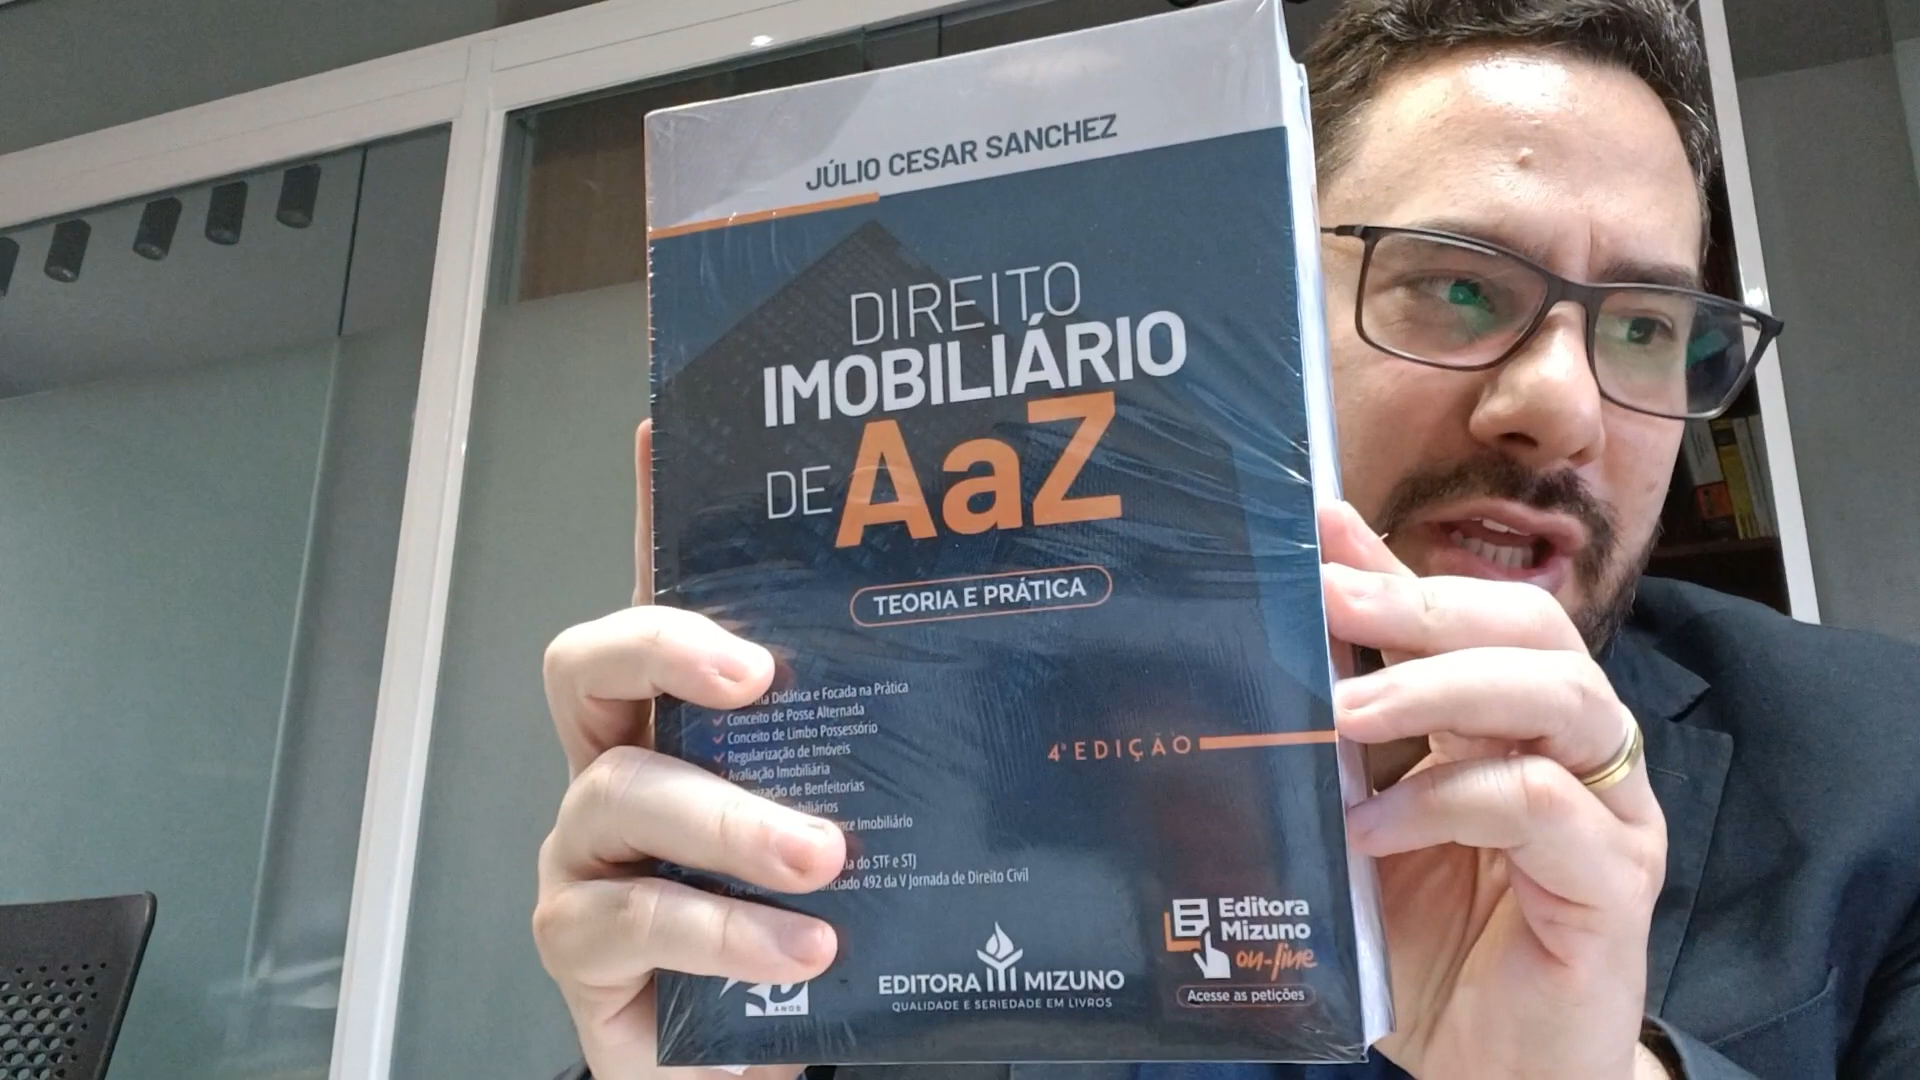 JÚLIO CESAR SANCHEZ
DIREITO
IMOBILIÁRIO
DE AaZ
TEORIA E PRÁTICA
Didática e Focada na Prática
Conceito de Posse Alternada
Conceito de Limbo Possessório
Regularização de Imóveis
Avaliação Imobiliária
de Benfeitorias
Imobiliário
do STF e STJ
492 da V Jornada de Direito Civil
4ª EDIÇÃO
EDITORA MIZUNO
QUALIDADE E SERIEDADE EM LIVROS
ANOS
Editora
Mizuno
on-line
Acesse as petições